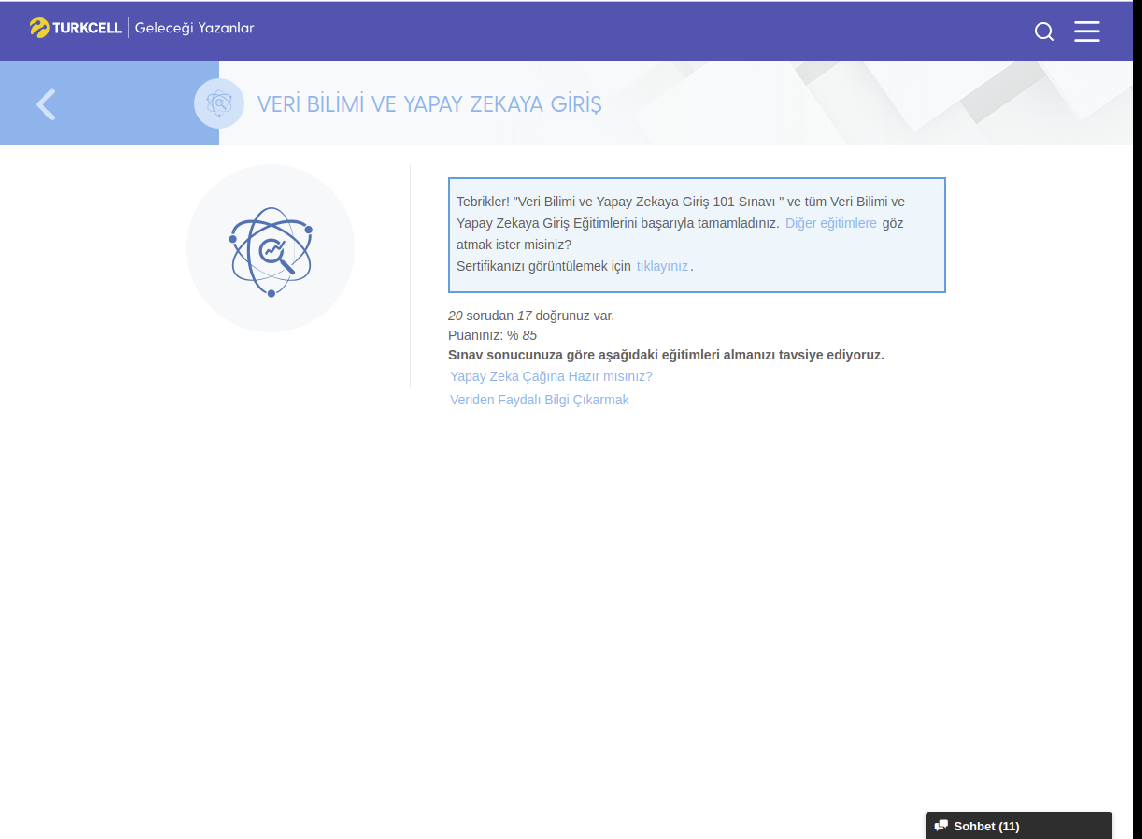 TURKCELL Geleceği Yazanlar
VERİ BİLİMİ VE YAPAY ZEKAYA GİRİŞ
Tebrikler! "Veri Bilimi ve Yapay Zekaya Giriş 101 Sınavı " ve tüm Veri Bilimi ve
Yapay Zekaya Giriş Eğitimlerini başarıyla tamamladınız. Diğer eğitimlere göz
atmak ister misiniz?
Sertifikanızı görüntülemek için tıklayınız.
20 sorudan 17 doğrunuz var.
Puanınız: % 85
Sınav sonucunuza göre aşağıdaki eğitimleri almanızı tavsiye ediyoruz.
Yapay Zeka Çağına Hazır mısınız?
Veriden Faydalı Bilgi Çıkarmak
Sohbet (11)